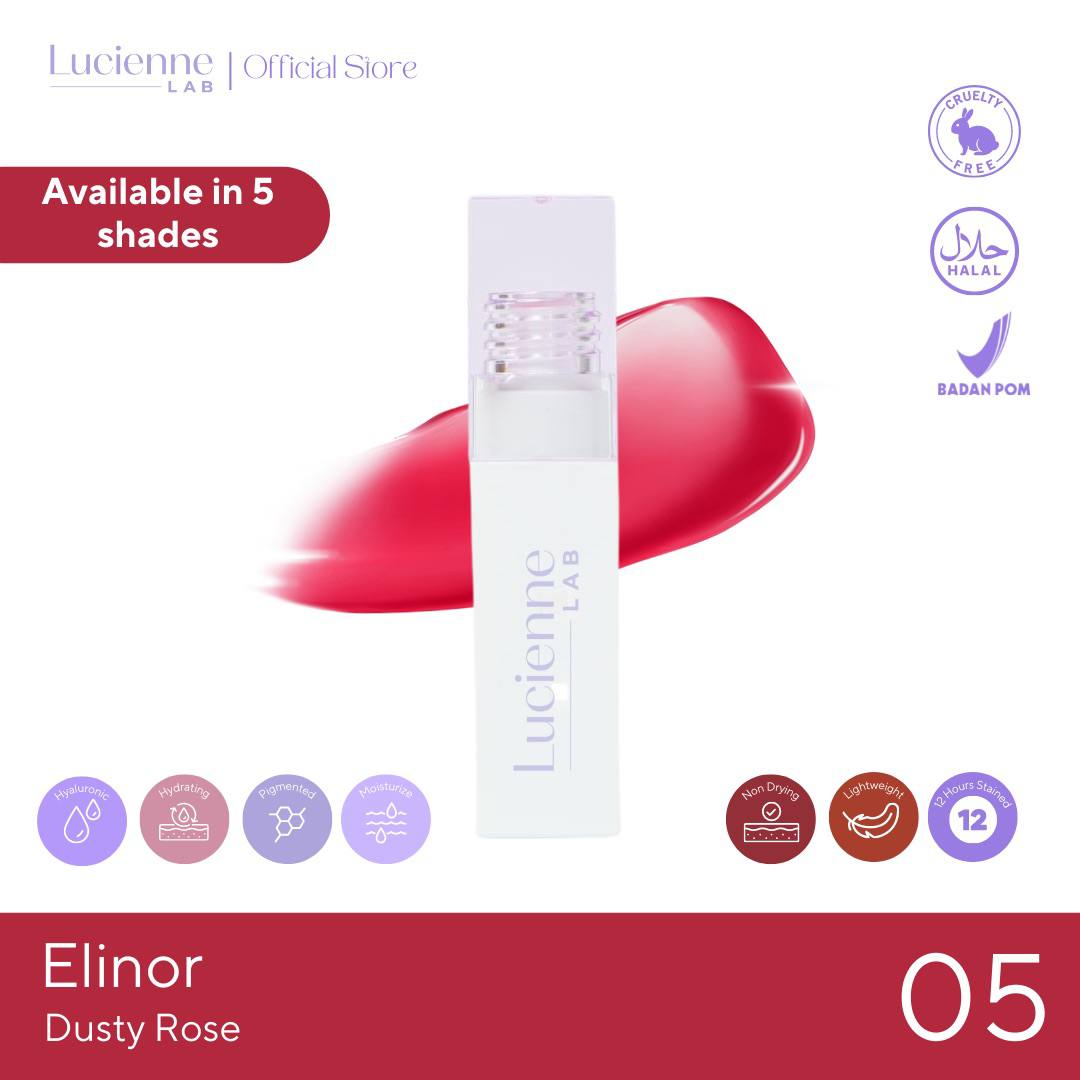 Lucienne
LAB
Official Store
CRUELTY
FREE
Available in 5
shades
حلال
HALAL
BADAN POM
Lucienne
LAB
Hyaluronic
Hydrating
Pigmented
Moisturize
Non Drying
Lightweight
12 Hours Stained
12
Elinor
Dusty Rose
05